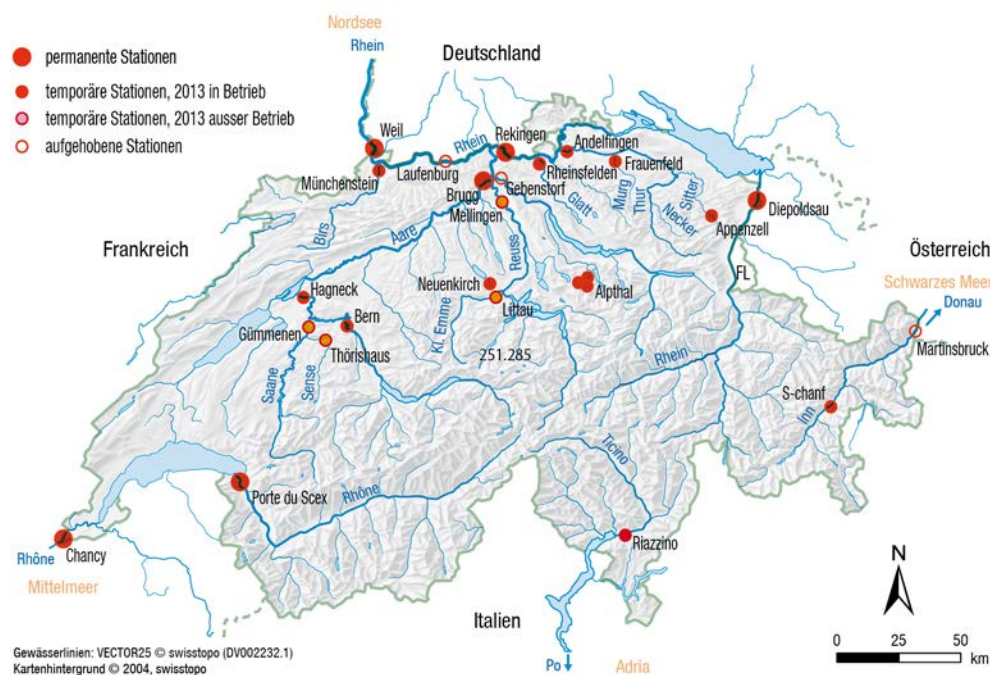 Nordsee
Rhein
Deutschland
permanente Stationen
temporäre Stationen, 2013 in Betrieb
temporäre Stationen, 2013 ausser Betrieb
aufgehobene Stationen
Weil
Rhein
Rekingen
Andelfingen
Laufenburg
Rheinsfelden
Frauenfeld
Münchenstein
Brugg
Gebenstorf
Mellingen
Glatt
Murg
Thur
Sitter
Necker
Diepoldsau
Appenzell
Birs
Aare
Reuss
Frankreich
Österreich
FL
Schwarzes Meer
Donau
Hagneck
Neuenkirch
Alpthal
Littau
Bern
Gümmenen
Thörishaus
Kl. Emme
251.285
Martinsbruck
Saane
Sense
Rhein
S-chanf
Inn
Ticino
Porte du Scex
Rhône
Riazzino
Rhône
Chancy
Mittelmeer
Italien
N
Po
Adria
0 25 50
km
Gewässerlinien: VECTOR25 © swisstopo (DV002232.1)
Kartenhintergrund © 2004, swisstopo